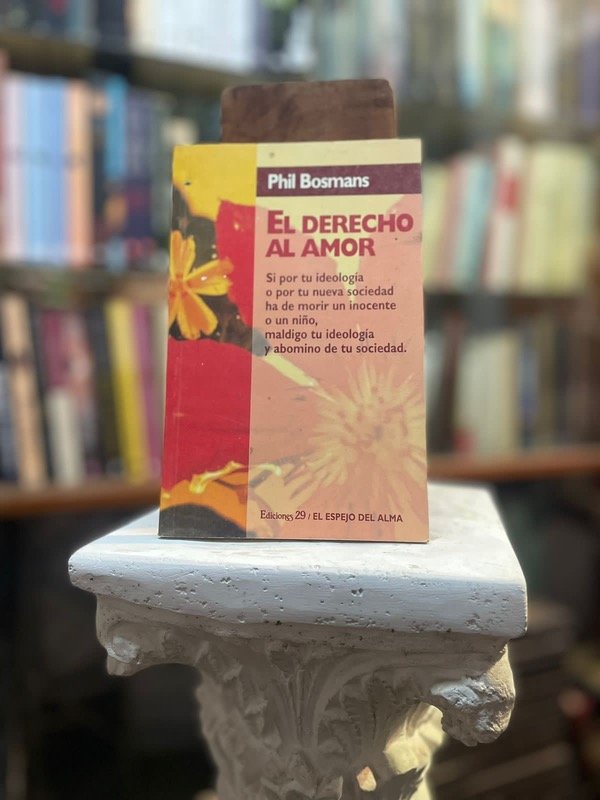 Phil Bosmans
EL DERECHO
AL AMOR
Si por tu ideología
o por tu nueva sociedad
ha de morir un inocente
o un niño,
maldigo tu ideología
y abomino de tu sociedad.
Ediciones 29 / EL ESPEJO DEL ALMA